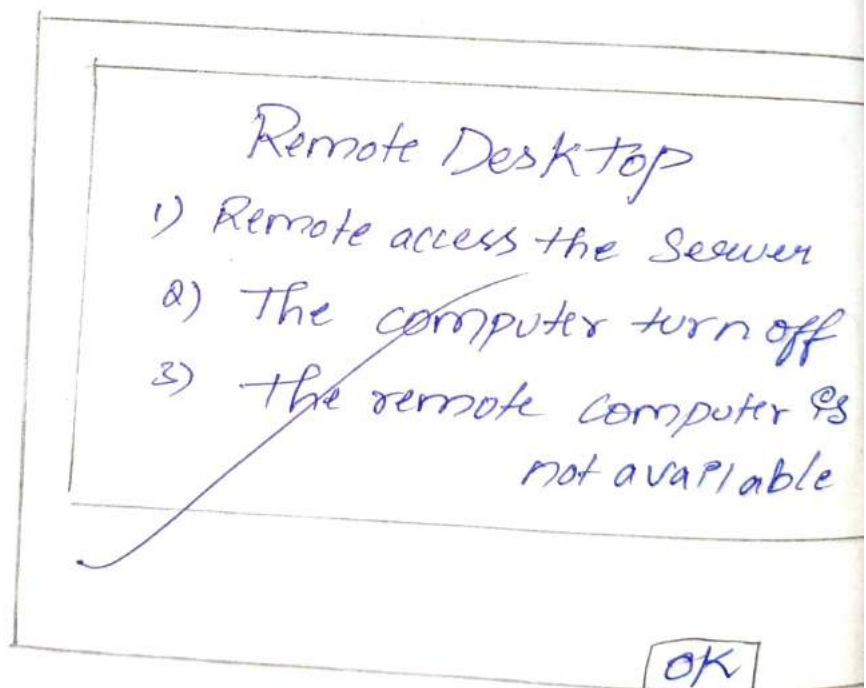 Remote Desktop
1) Remote access the Server
2) The computer turn off
3) The remote computer is
not available
OK